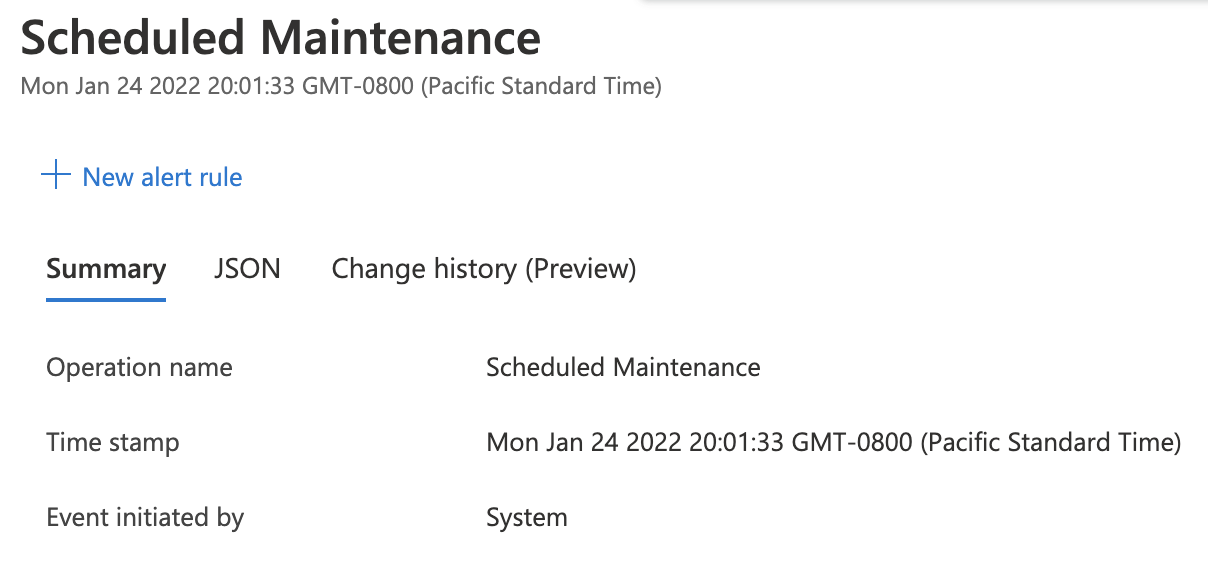 Scheduled Maintenance
Mon Jan 24 2022 20:01:33 GMT-0800 (Pacific Standard Time)
New alert rule
Summary JSON Change history (Preview)
Operation name Scheduled Maintenance
Time stamp Mon Jan 24 2022 20:01:33 GMT-0800 (Pacific Standard Time)
Event initiated by System